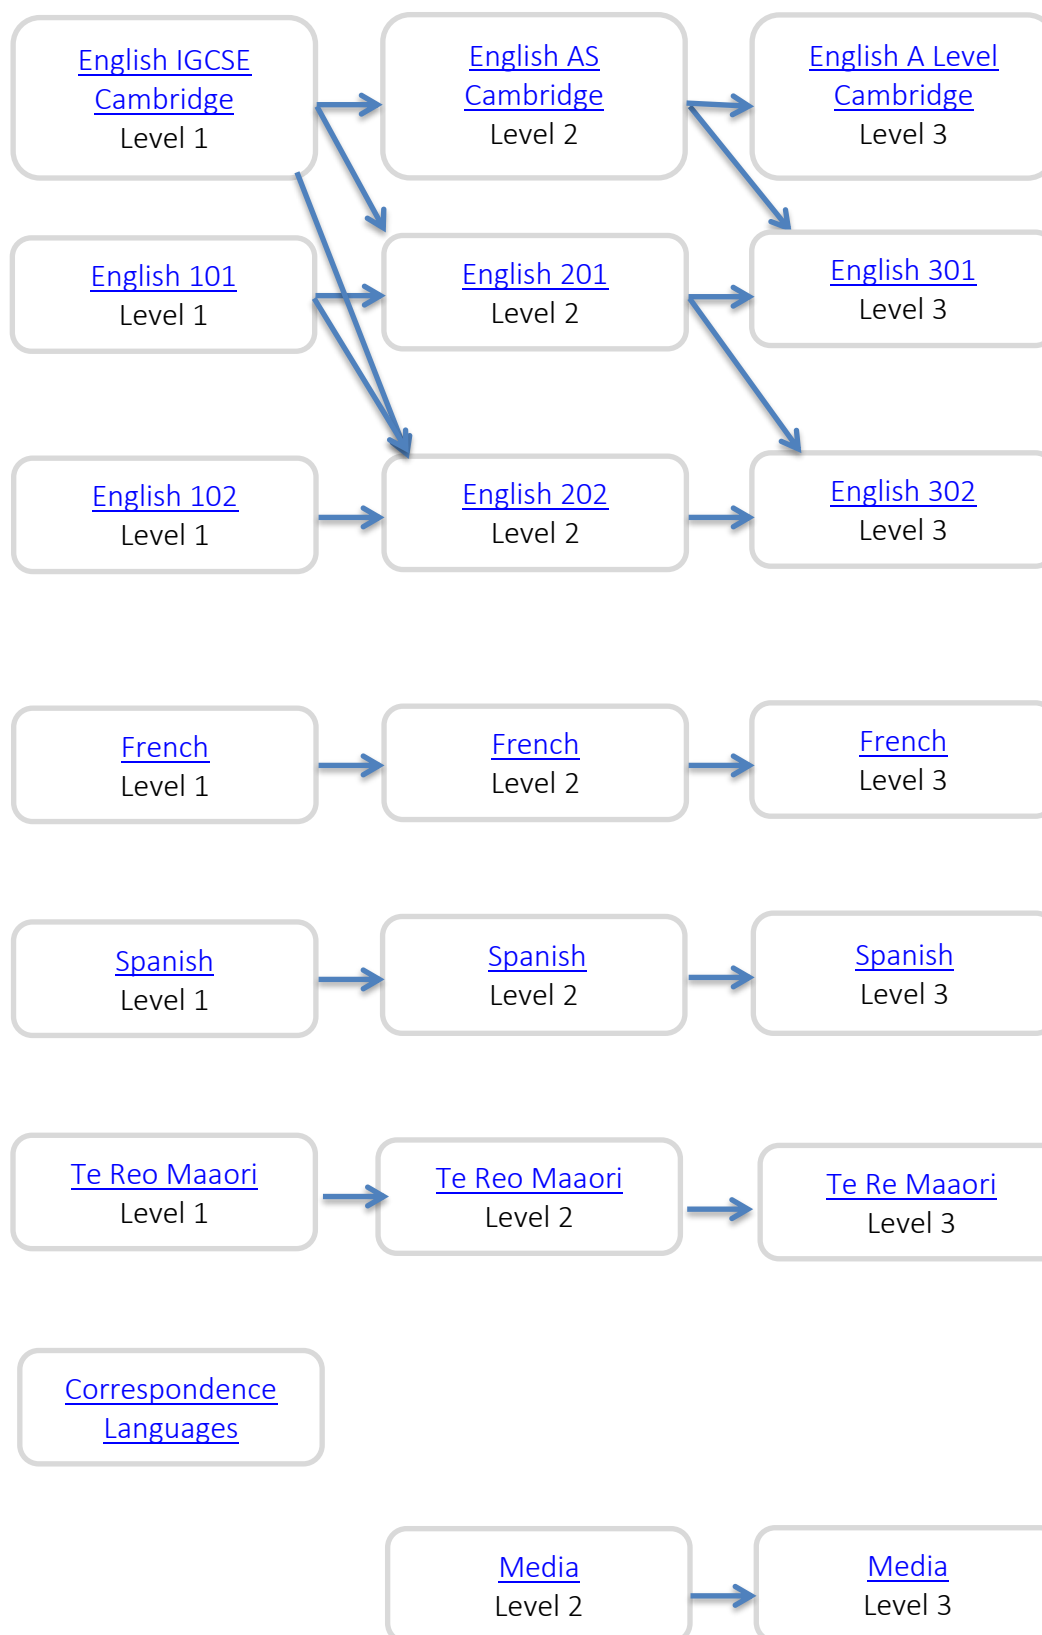 English IGCSE
Cambridge
Level 1
English AS
Cambridge
Level 2
English A Level
Cambridge
Level 3
English 101
Level 1
English 201
Level 2
English 301
Level 3
English 102
Level 1
English 202
Level 2
English 302
Level 3
French
Level 1
French
Level 2
French
Level 3
Spanish
Level 1
Spanish
Level 2
Spanish
Level 3
Te Reo Maaori
Level 1
Te Reo Maaori
Level 2
Te Re Maaori
Level 3
Correspondence
Languages
Media
Level 2
Media
Level 3